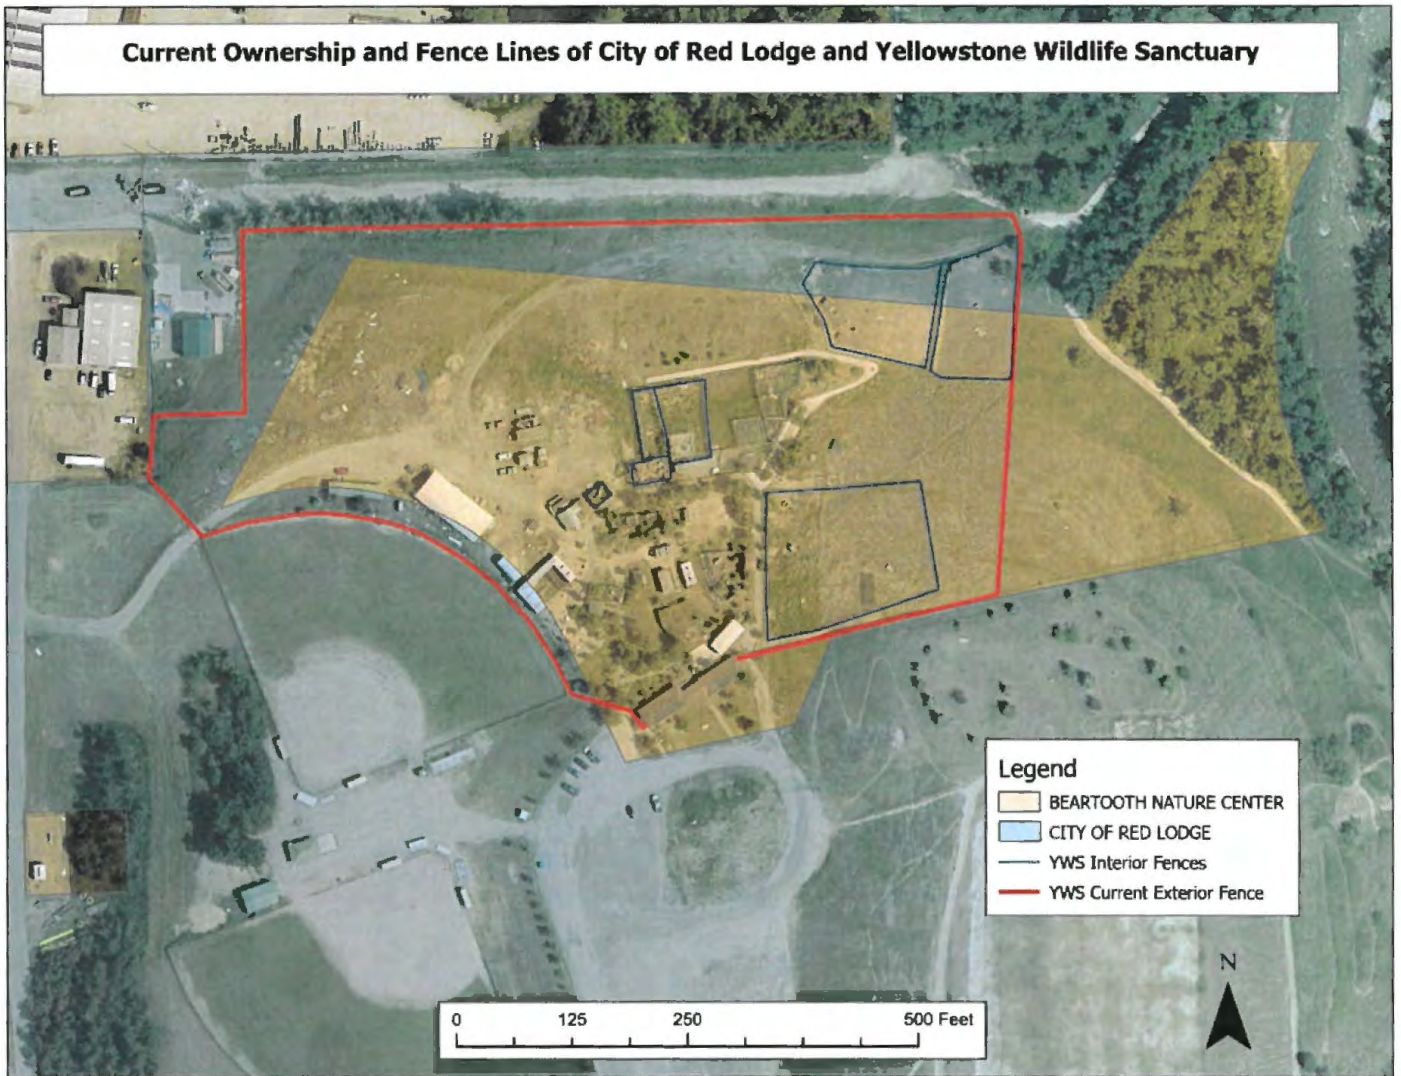 Current Ownership and Fence Lines of City of Red Lodge and Yellowstone Wildlife Sanctuary
Legend
BEARTOOTH NATURE CENTER
CITY OF RED LODGE
YWS Interior Fences
YWS Current Exterior Fence
N
0 125 250 500 Feet